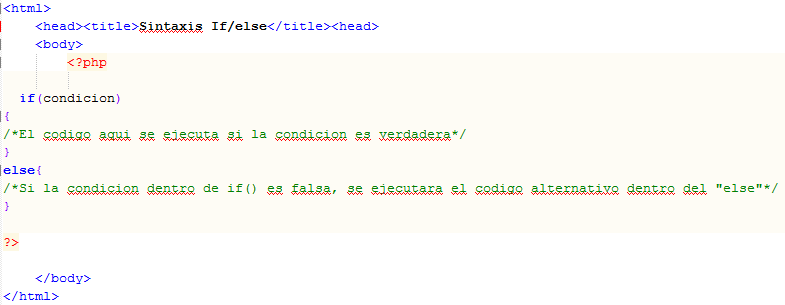 <html>
<head><title>Sintaxis If/else</title><head>
<body>
<?php
if(condicion)
{
/*El codigo aqui se ejecuta si la condicion es verdadera*/
}
else{
/*Si la condicion dentro de if() es falsa, se ejecutara el codigo alternativo dentro del "else"*/
}
?>
</body>
</html>